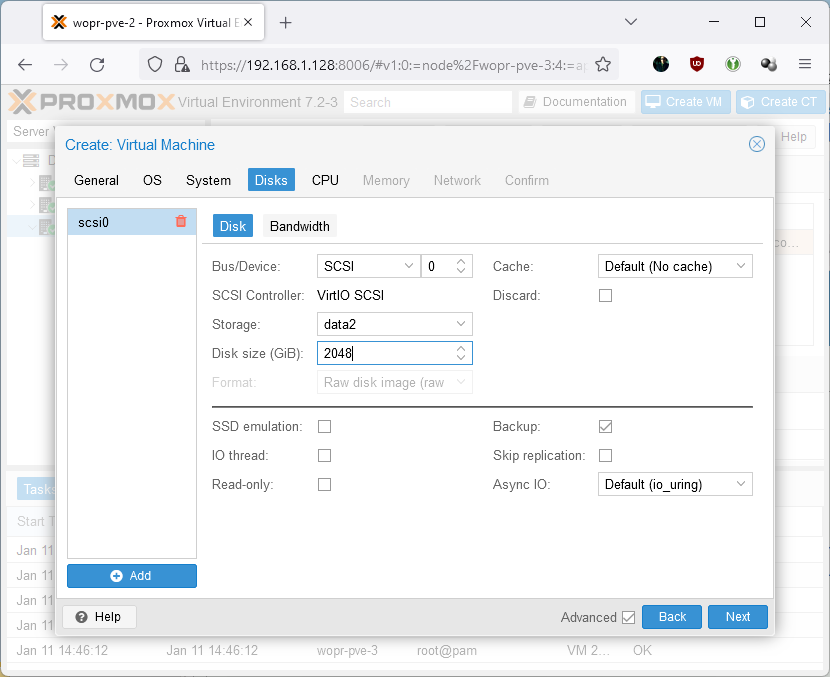 wopr-pve-2 - Proxmox Virtual E
https://192.168.1.128:8006/#v1:0:=node%2Fwopr-pve-3:4:=ap
PROXMOX Virtual Environment 7.2-3 Search Documentation Create VM Create CT
Server Help
Create: Virtual Machine
General OS System Disks CPU Memory Network Confirm
scsi0 Disk Bandwidth
Bus/Device: SCSI 0 Cache: Default (No cache)
SCSI Controller: VirtIO SCSI Discard:
Storage: data2
Disk size (GiB): 2048
Format: Raw disk image (raw
SSD emulation: Backup:
IO thread: Skip replication:
Read-only: Async IO: Default (io_uring)
Tasks
Start T
Jan 11
Jan 11
Add
Jan 11
Help Advanced Back Next
Jan 11
Jan 11 14:46:12 Jan 11 14:46:12 wopr-pve-3 root@pam VM 2... OK